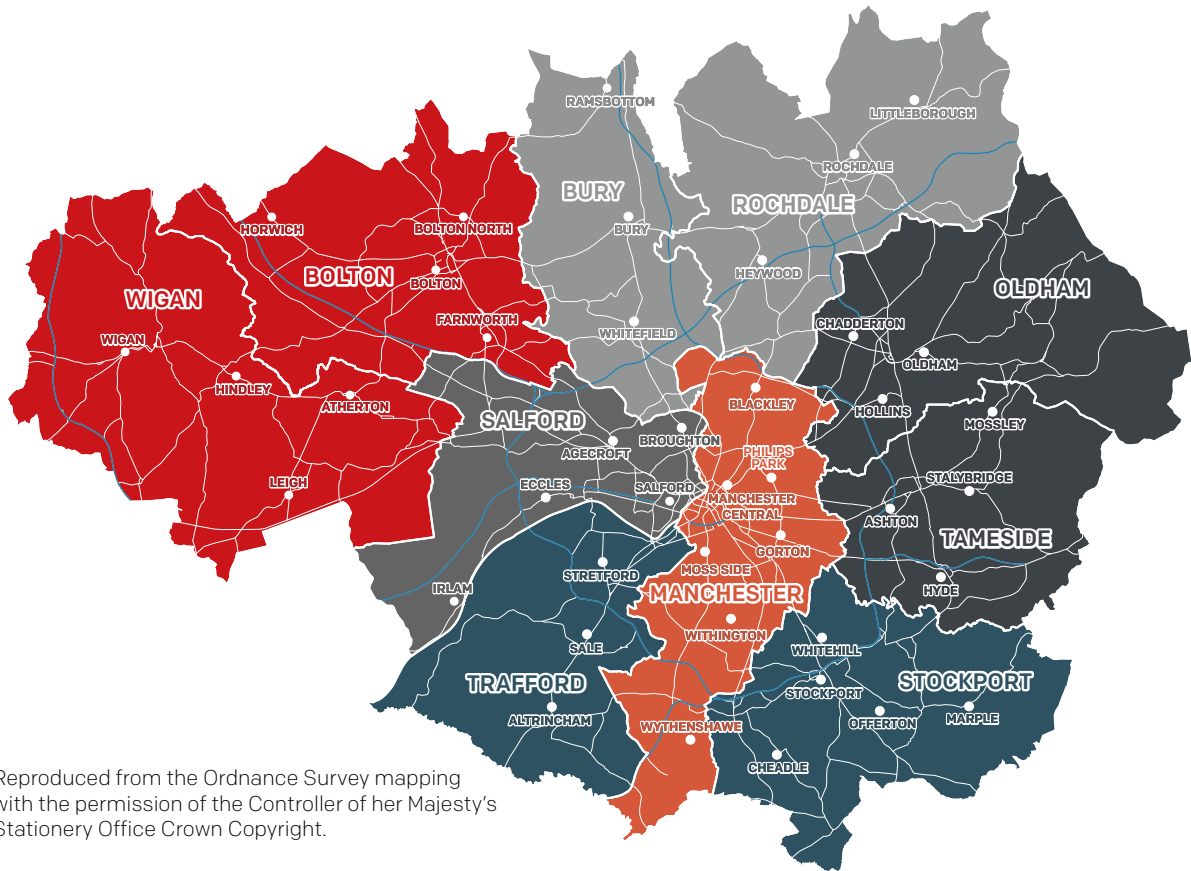 RAMSBOTTOM
LITTLEBOROUGH
ROCHDALE
BURY
ROCHDALE
HORWICH
BOLTON NORTH
BURY
BOLTON
BOLTON
HEYWOOD
WIGAN
OLDHAM
FARNWORTH
CHADDERTON
WHITEFIELD
WIGAN
OLDHAM
HINDLEY
ATHERTON
BLACKLEY
HOLLINS
SALFORD
MOSSLEY
BROUGHTON
AGECROFT
PHILIPS
PARK
STALYBRIDGE
LEIGH
ECCLES
SALFORD
MANCHESTER
CENTRAL
ASHTON
TAMESIDE
GORTON
MOSS SIDE
STRETFORD
IRLAM
HYDE
MANCHESTER
WITHINGTON
SALE
WHITEHILL
TRAFFORD
STOCKPORT
STOCKPORT
ALTRINCHAM
OFFERTON
MARPLE
WYTHENSHAWE
CHEADLE
Reproduced from the Ordnance Survey mapping
with the permission of the Controller of her Majesty's
Stationery Office Crown Copyright.